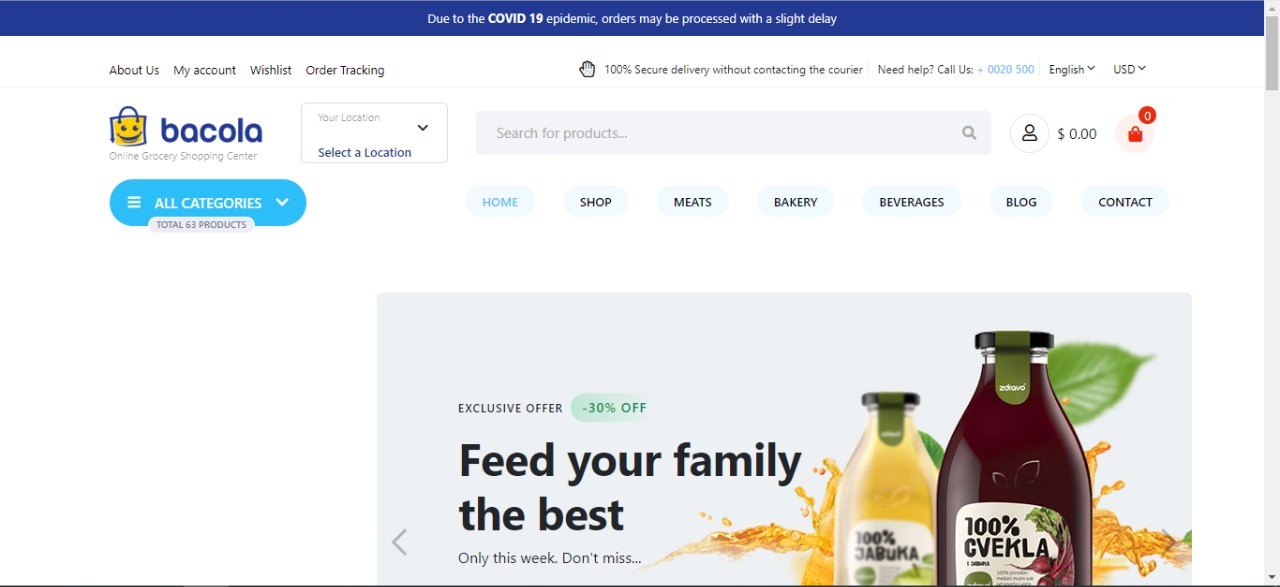 Due to the COVID 19 epidemic, orders may be processed with a slight delay
About Us My account Wishlist Order Tracking
100% Secure delivery without contacting the courier Need help? Call Us: + 0020 500 English USD
bacola
Online Grocery Shopping Center
Your Location
Select a Location
Search for products...
$ 0.00
0
ALL CATEGORIES
TOTAL 63 PRODUCTS
HOME SHOP MEATS BAKERY BEVERAGES BLOG CONTACT
EXCLUSIVE OFFER -30% OFF
Feed your family
the best
Only this week. Don't miss...
zdravo
100%
JABUKA
zdravo
100%
CVEKLA
I JABUKA